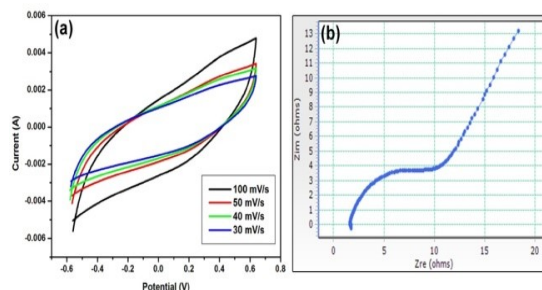 (a)
0.006
0.004
0.002
0.000
-0.002
-0.004
-0.006
Current (A)
100 mV/s
50 mV/s
40 mV/s
30 mV/s
-0.6 -0.4 -0.2 0.0 0.2 0.4 0.6 0.8
Potential (V)
(b)
13
12
11
10
9
8
7
6
5
4
3
2
1
0
Zim (ohms)
0 5 10 15 20
Zre (ohms)